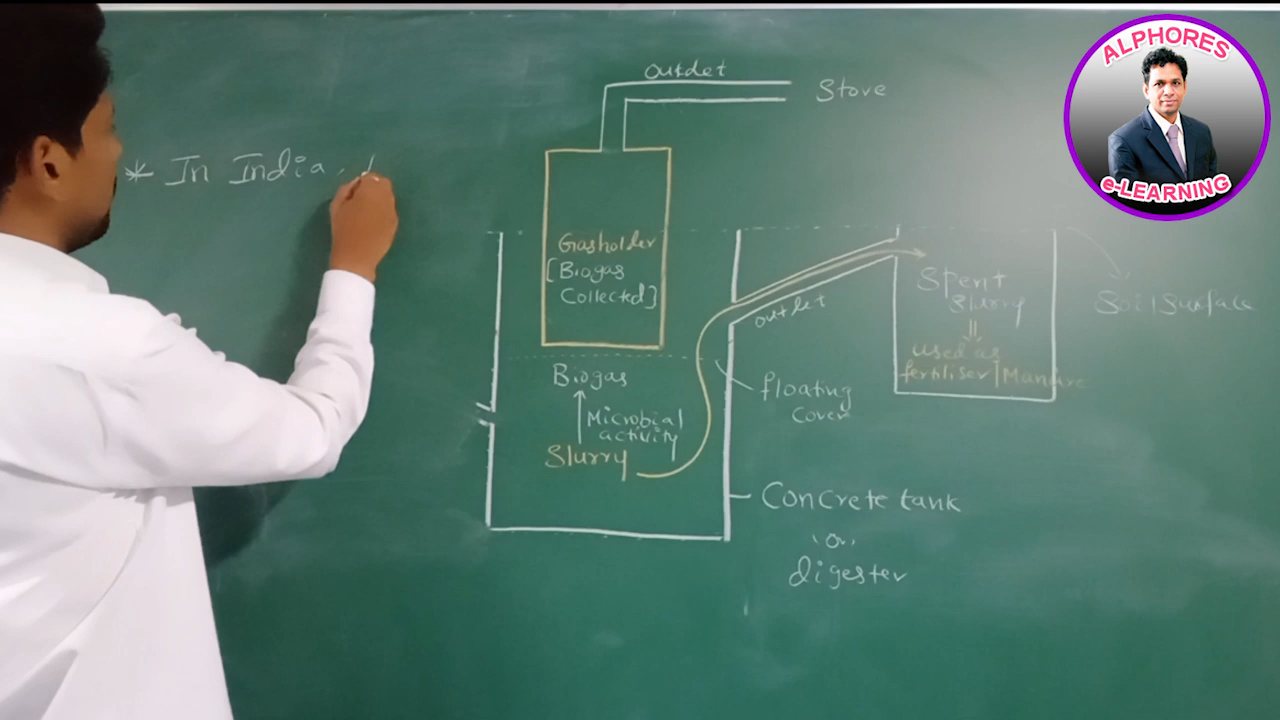 ALPHORES
e-LEARNING
* In India,
Outlet
Stove
Gasholder
[Biogas
Collected]
Biogas
Microbial
activity
Slurry
outlet
Spent
Slurry
used as
fertiliser/Manure
Soil Surface
floating
cover
Concrete tank
(or)
digester